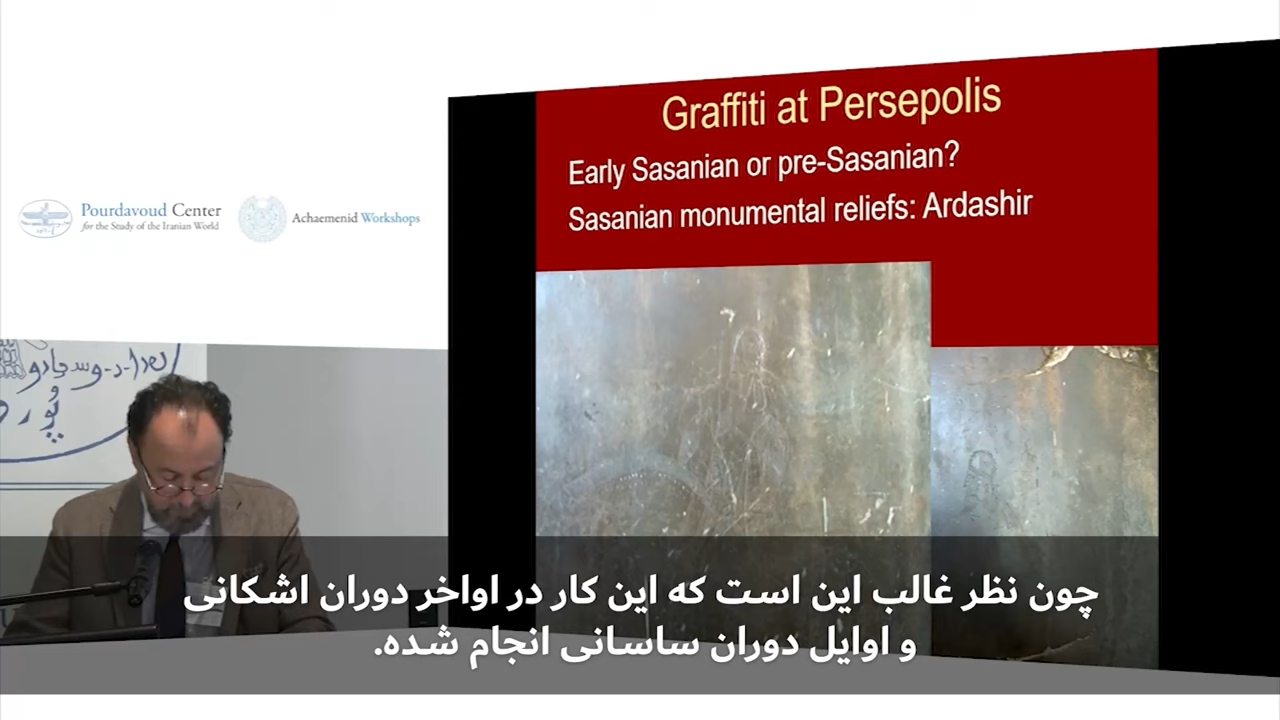 Graffiti at Persepolis
Early Sasanian or pre-Sasanian?
Sasanian monumental reliefs: Ardashir
Pourdavoud Center
for the Study of the Iranian World
Achaemenid Workshops
چون نظر غالب این است که این کار در اواخر دوران اشکانی
و اوایل دوران ساسانی انجام شده.